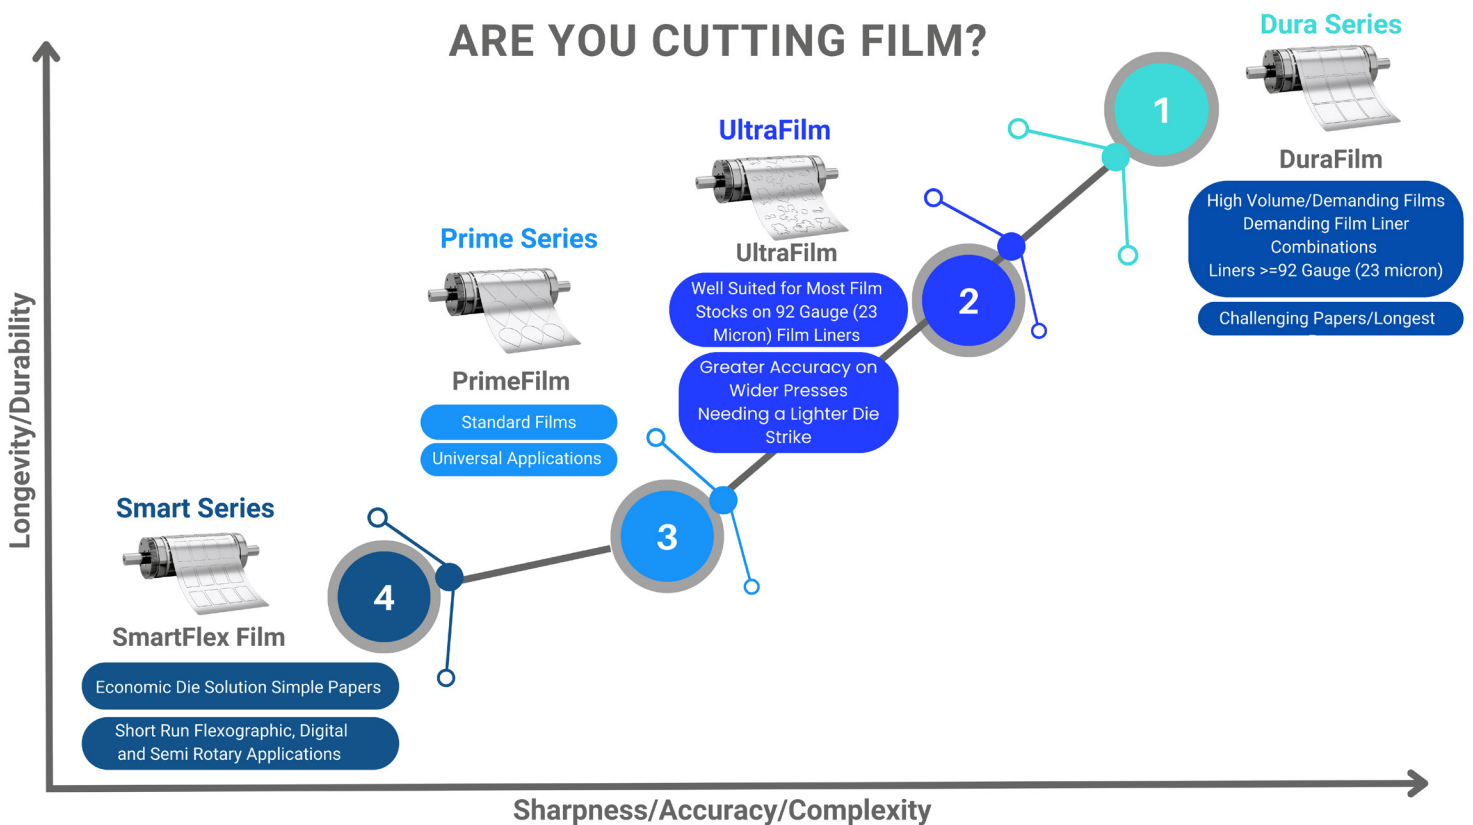 ARE YOU CUTTING FILM?
Dura Series
1
DuraFilm
High Volume/Demanding Films
Demanding Film Liner
Combinations
Liners >=92 Gauge (23 micron)
Challenging Papers/Longest
UltraFilm
UltraFilm
Well Suited for Most Film
Stocks on 92 Gauge (23
Micron) Film Liners
Greater Accuracy on
Wider Presses
Needing a Lighter Die
Strike
2
Prime Series
PrimeFilm
Standard Films
Universal Applications
3
Smart Series
SmartFlex Film
Economic Die Solution Simple Papers
Short Run Flexographic, Digital
and Semi Rotary Applications
4
Longevity/Durability
Sharpness/Accuracy/Complexity